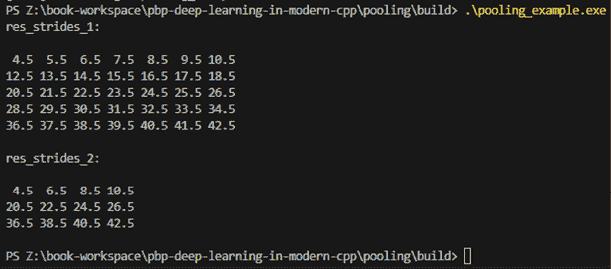 PS Z:\book-workspace\pbp-deep-learning-in-modern-cpp\pooling\build> .\pooling_example.exe
res_strides_1:
4.5 5.5 6.5 7.5 8.5 9.5 10.5
12.5 13.5 14.5 15.5 16.5 17.5 18.5
20.5 21.5 22.5 23.5 24.5 25.5 26.5
28.5 29.5 30.5 31.5 32.5 33.5 34.5
36.5 37.5 38.5 39.5 40.5 41.5 42.5
res_strides_2:
4.5 6.5 8.5 10.5
20.5 22.5 24.5 26.5
36.5 38.5 40.5 42.5
PS Z:\book-workspace\pbp-deep-learning-in-modern-cpp\pooling\build>